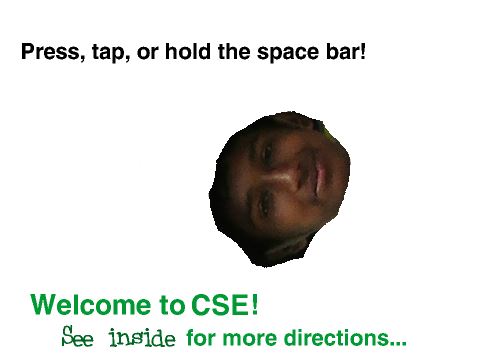 Press, tap, or hold the space bar!
Welcome to CSE!
See inside for more directions...